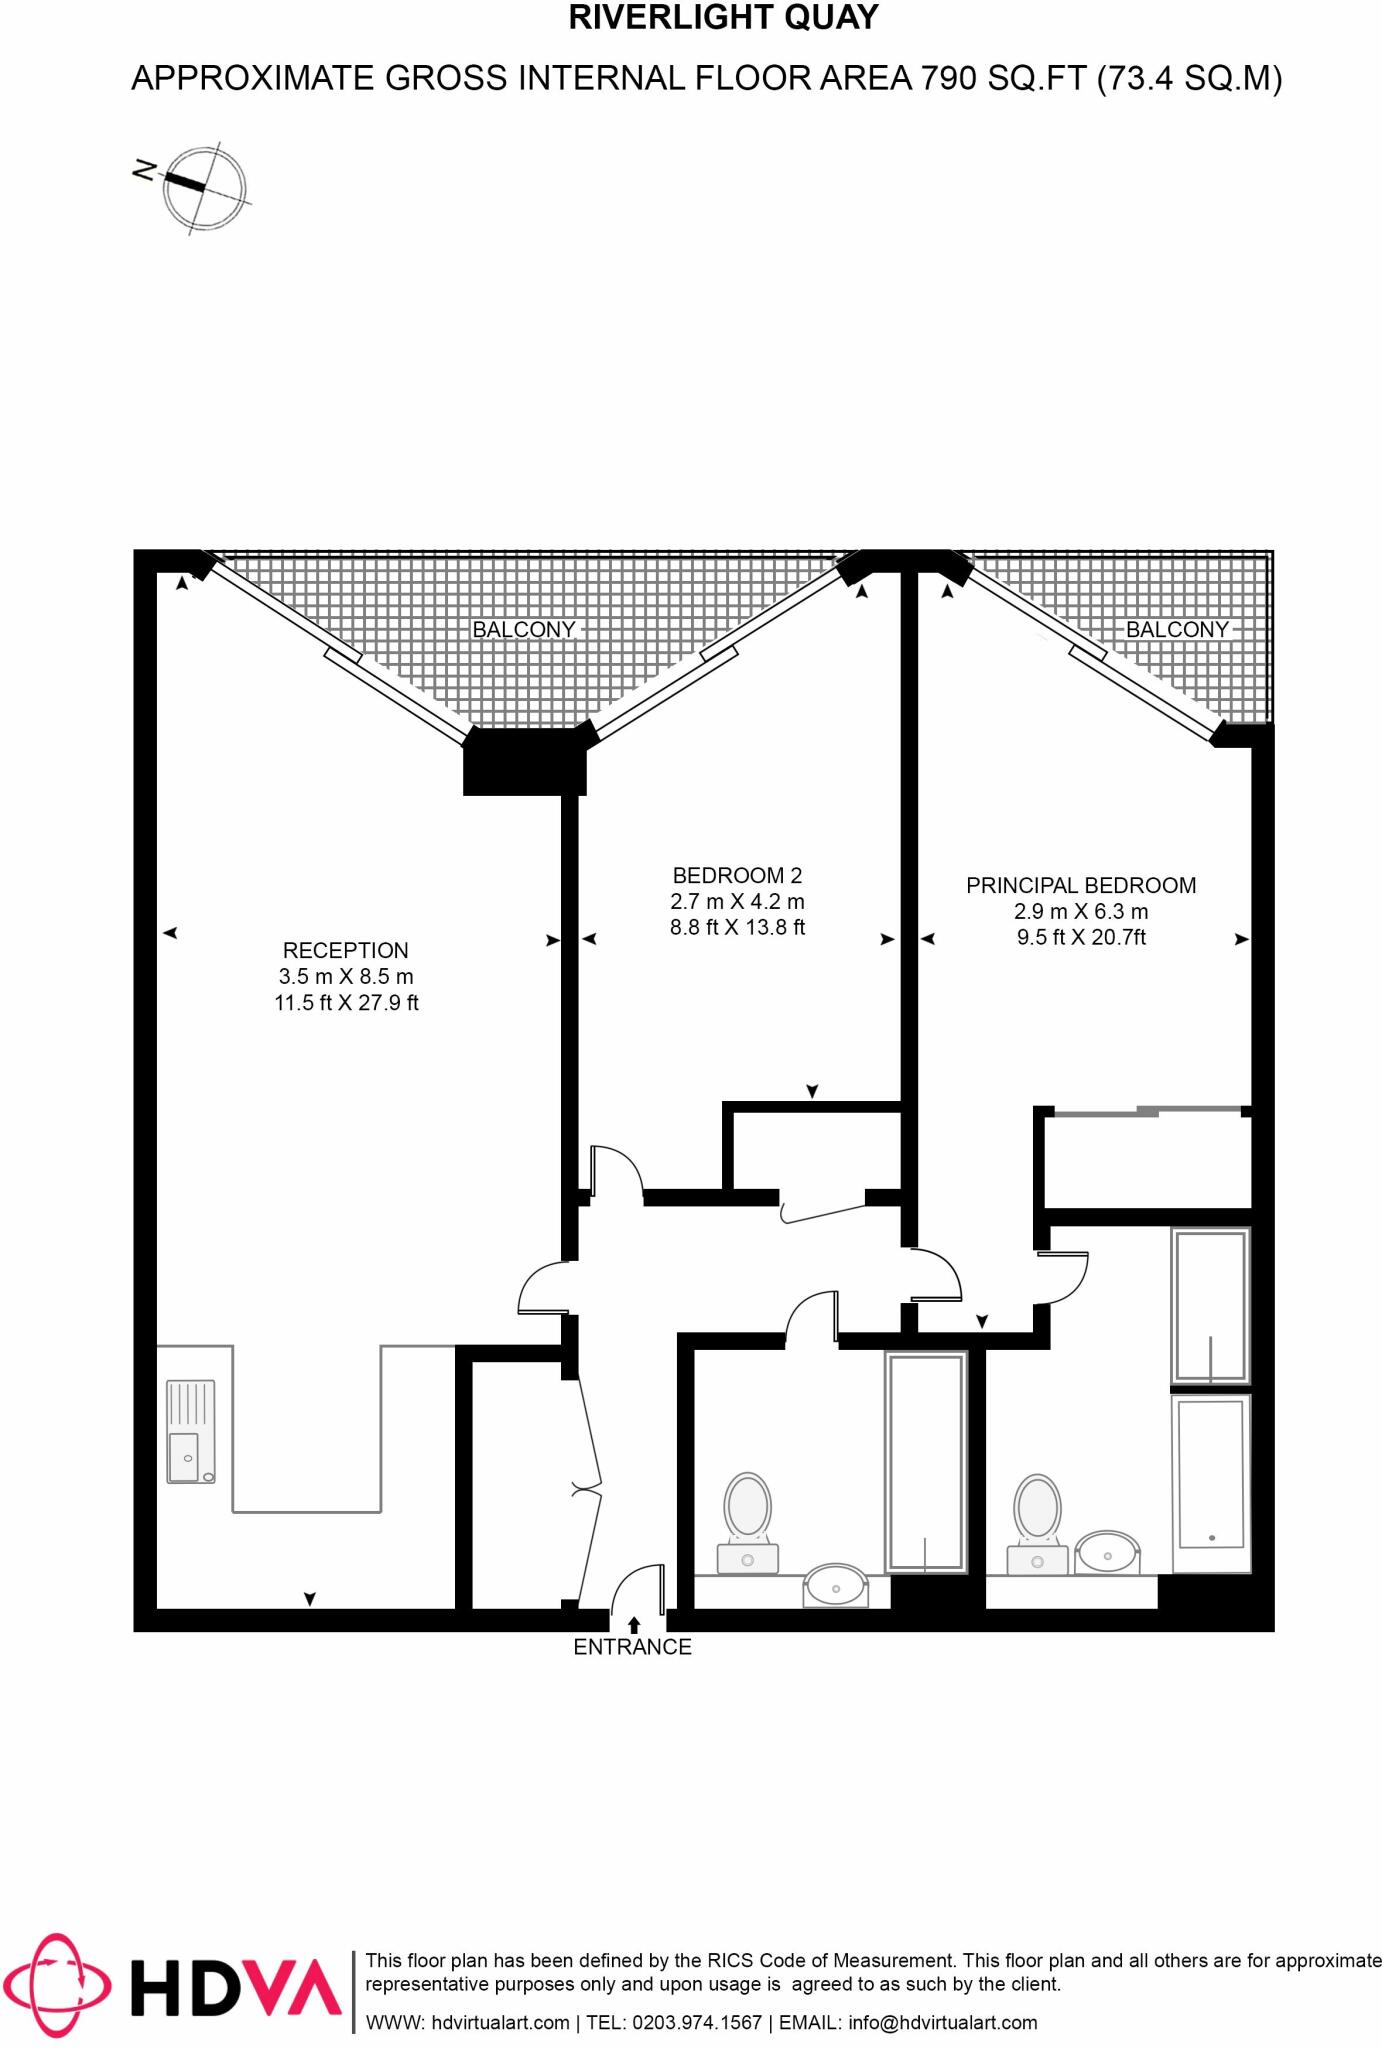 RIVERLIGHT QUAY
APPROXIMATE GROSS INTERNAL FLOOR AREA 790 SQ.FT (73.4 SQ.M)
N
BALCONY
BALCONY
BEDROOM 2
2.7 m X 4.2 m
8.8 ft X 13.8 ft
PRINCIPAL BEDROOM
2.9 m X 6.3 m
9.5 ft X 20.7ft
RECEPTION
3.5 m X 8.5 m
11.5 ft X 27.9 ft
ENTRANCE
HDVA
This floor plan has been defined by the RICS Code of Measurement. This floor plan and all others are for approximate
representative purposes only and upon usage is agreed to as such by the client.
WWW: hdvirtualart.com | TEL: 0203.974.1567 | EMAIL: info@hdvirtualart.com